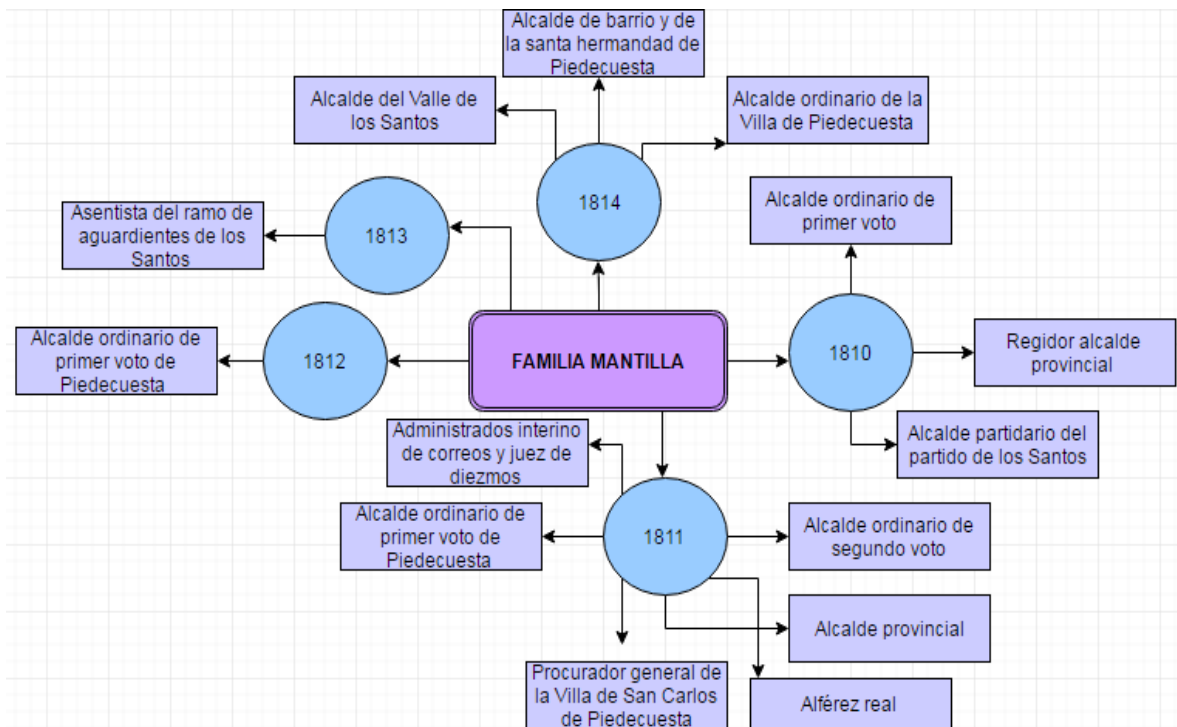 Alcalde de barrio y de
la santa hermandad de
Piedecuesta
Alcalde del Valle de
los Santos
Alcalde ordinario de la
Villa de Piedecuesta
1814
Asentista del ramo de
aguardientes de los
Santos
1813
Alcalde ordinario de
primer voto
Alcalde ordinario de
primer voto de
Piedecuesta
1812
FAMILIA MANTILLA
1810
Regidor alcalde
provincial
Alcalde partidario del
partido de los Santos
Administrados interino
de correos y juez de
diezmos
Alcalde ordinario de
primer voto de
Piedecuesta
1811
Alcalde ordinario de
segundo voto
Alcalde provincial
Procurador general de
la Villa de San Carlos
de Piedecuesta
Alférez real